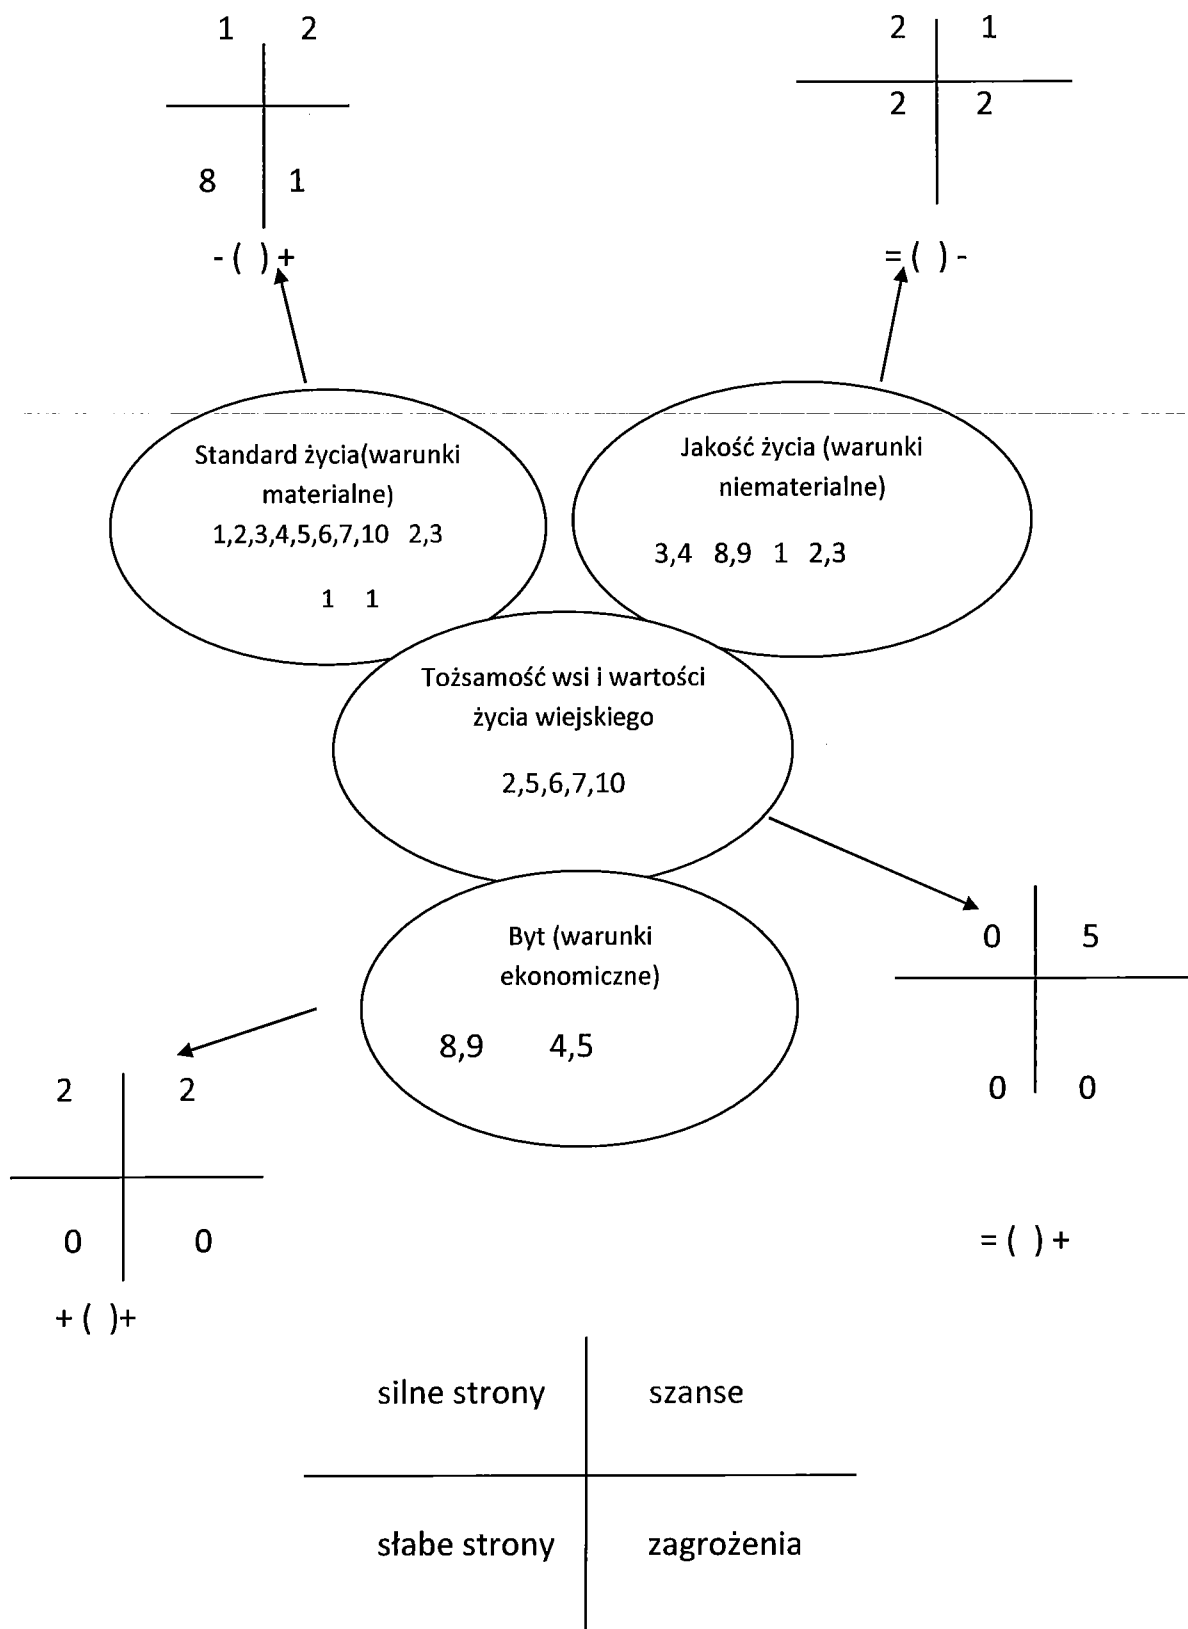 1 2
8 1
- ( ) +
2 1
2 2
= ( ) -
Standard życia(warunki
materialne)
1,2,3,4,5,6,7,10 2,3
1 1
Jakość życia (warunki
niematerialne)
3,4 8,9 1 2,3
Tożsamość wsi i wartości
życia wiejskiego
2,5,6,7,10
Byt (warunki
ekonomiczne)
8,9 4,5
0 5
0 0
= ( ) +
2 2
0 0
+ ( )+
silne strony szanse
słabe strony zagrożenia